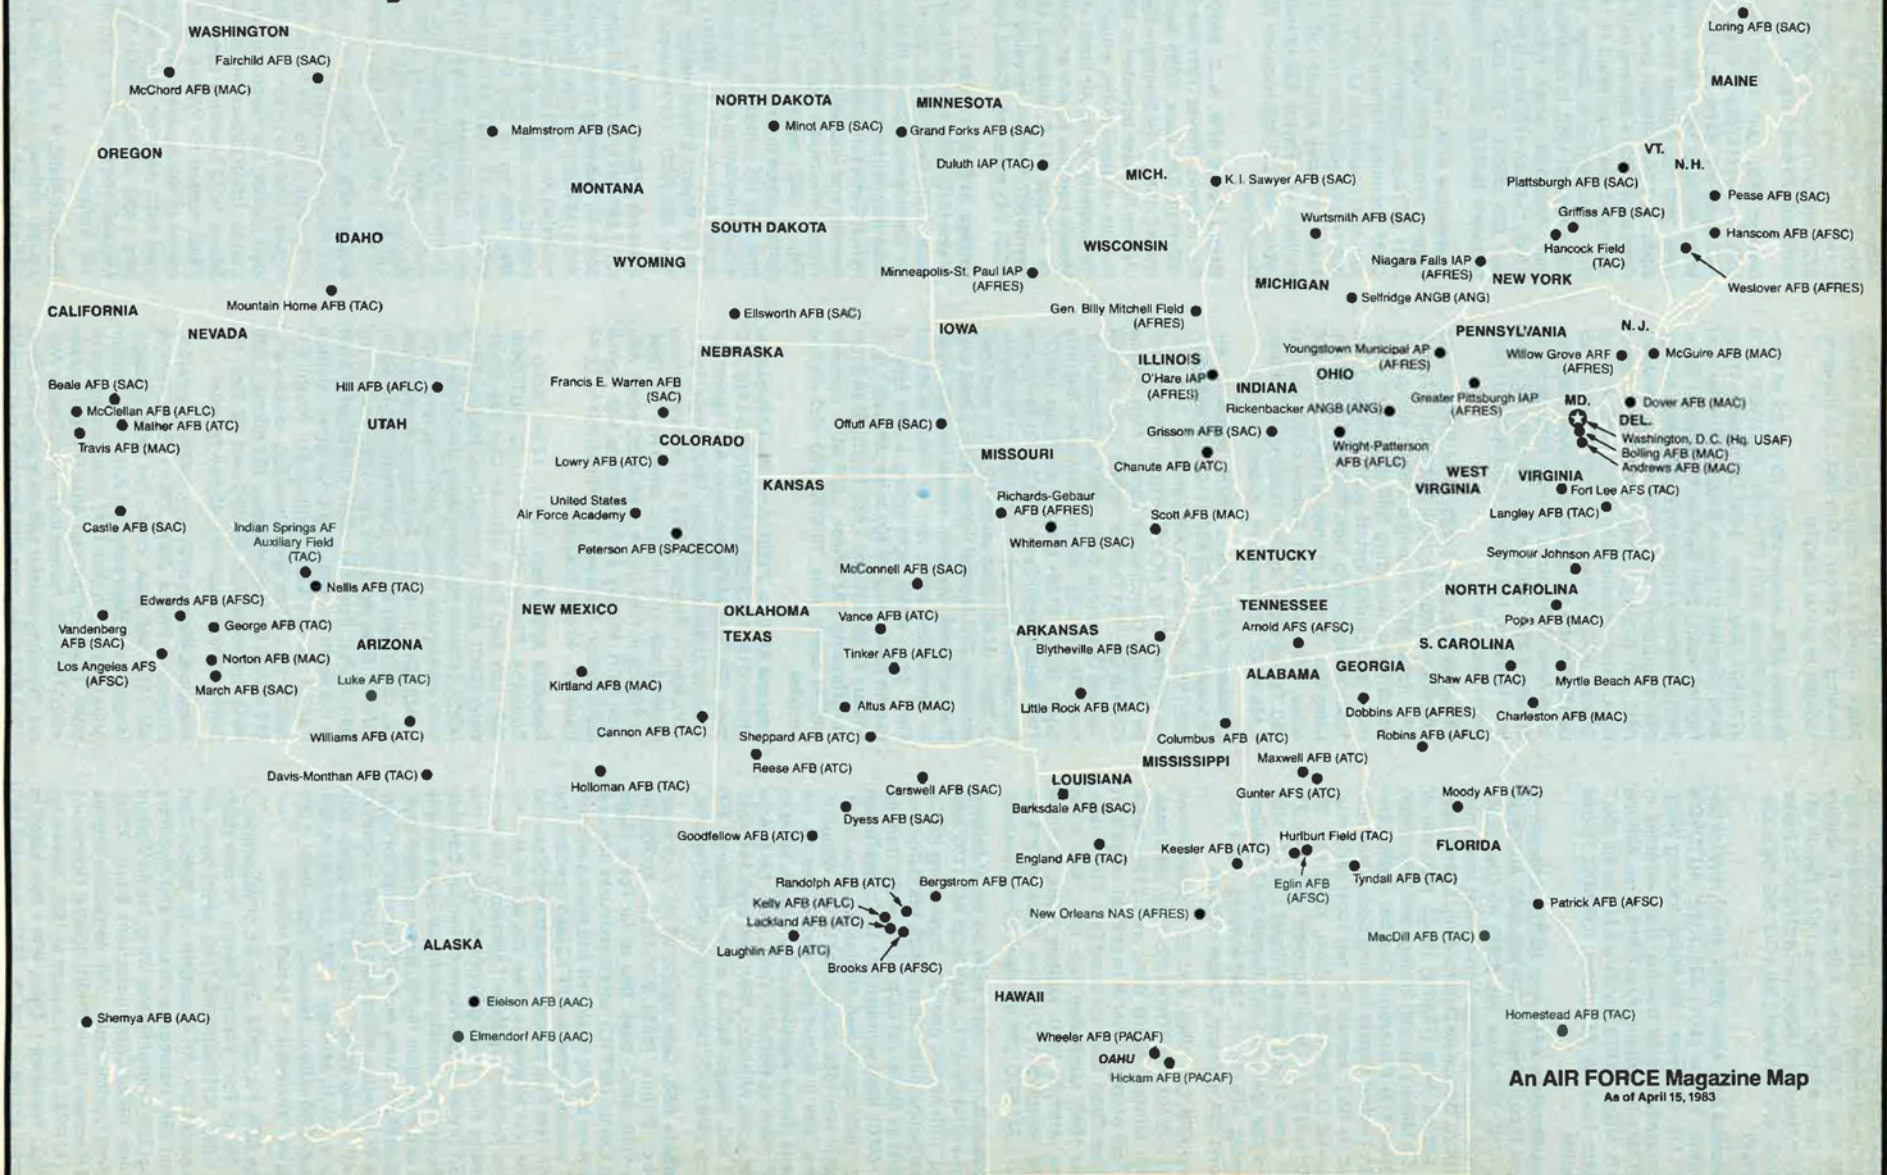 WASHINGTON
Fairchild AFB (SAC)
McChord AFB (MAC)
Loring AFB (SAC)
MAINE
NORTH DAKOTA
MINNESOTA
Malmstrom AFB (SAC)
Minot AFB (SAC)
Grand Forks AFB (SAC)
OREGON
Duluth IAP (TAC)
MICH.
K.I. Sawyer AFB (SAC)
VT.
N.H.
Plattsburgh AFB (SAC)
MONTANA
Pease AFB (SAC)
Wurtsmith AFB (SAC)
Griffiss AFB (SAC)
SOUTH DAKOTA
IDAHO
WISCONSIN
Hancock Field
(TAC)
Hanscom AFB (AFSC)
WYOMING
Minneapolis-St. Paul IAP
(AFRES)
Niagara Falls IAP
(AFRES)
NEW YORK
MICHIGAN
Westover AFB (AFRES)
Selfridge ANGB (ANG)
CALIFORNIA
Mountain Home AFB (TAC)
Ellsworth AFB (SAC)
Gen. Billy Mitchell Field
(AFRES)
NEVADA
IOWA
PENNSYLVANIA
N.J.
NEBRASKA
Youngstown Municipal AP
(AFRES)
Willow Grove ARF
(AFRES)
McGuire AFB (MAC)
ILLINOIS
O'Hare IAP
(AFRES)
OHIO
INDIANA
Beale AFB (SAC)
Hill AFB (AFLC)
Francis E. Warren AFB
(SAC)
Greater Pittsburgh IAP
(AFRES)
MD.
Dover AFB (MAC)
McClellan AFB (AFLC)
Mather AFB (ATC)
Travis AFB (MAC)
UTAH
Offutt AFB (SAC)
Rickenbacker ANGB (ANG)
Grissom AFB (SAC)
DEL.
Washington, D.C. (Hq. USAF)
Bolling AFB (MAC)
Andrews AFB (MAC)
COLORADO
Lowry AFB (ATC)
MISSOURI
Chanute AFB (ATC)
Wright-Patterson
AFB (AFLC)
WEST
VIRGINIA
VIRGINIA
KANSAS
Fort Lee AFS (TAC)
United States
Air Force Academy
Richards-Gebaur
AFB (AFRES)
Langley AFB (TAC)
Castle AFB (SAC)
Indian Springs AF
Auxiliary Field
(TAC)
Scott AFB (MAC)
Peterson AFB (SPACECOM)
Whiteman AFB (SAC)
KENTUCKY
Seymour Johnson AFB (TAC)
McConnell AFB (SAC)
Nellis AFB (TAC)
NORTH CAROLINA
Edwards AFB (AFSC)
NEW MEXICO
OKLAHOMA
Vance AFB (ATC)
TENNESSEE
Pope AFB (MAC)
Vandenberg
AFB (SAC)
George AFB (TAC)
TEXAS
ARKANSAS
Arnold AFS (AFSC)
ARIZONA
Blytheville AFB (SAC)
S. CAROLINA
Los Angeles AFS
(AFSC)
Norton AFB (MAC)
Tinker AFB (AFLC)
GEORGIA
ALABAMA
March AFB (SAC)
Luke AFB (TAC)
Kirtland AFB (MAC)
Shaw AFB (TAC)
Myrtle Beach AFB (TAC)
Altus AFB (MAC)
Little Rock AFB (MAC)
Dobbins AFB (AFRES)
Charleston AFB (MAC)
Williams AFB (ATC)
Cannon AFB (TAC)
Sheppard AFB (ATC)
Columbus AFB (ATC)
Robins AFB (AFLC)
Reese AFB (ATC)
MISSISSIPPI
Maxwell AFB (ATC)
Davis-Monthan AFB (TAC)
Holloman AFB (TAC)
Carswell AFB (SAC)
LOUISIANA
Gunter AFS (ATC)
Moody AFB (TAC)
Barksdale AFB (SAC)
Dyess AFB (SAC)
Goodfellow AFB (ATC)
Hurlburt Field (TAC)
FLORIDA
England AFB (TAC)
Keesler AFB (ATC)
Eglin AFB
(AFSC)
Tyndall AFB (TAC)
Randolph AFB (ATC)
Bergstrom AFB (TAC)
Kelly AFB (AFLC)
Lackland AFB (ATC)
New Orleans NAS (AFRES)
Patrick AFB (AFSC)
ALASKA
Laughlin AFB (ATC)
MacDill AFB (TAC)
Brooks AFB (AFSC)
HAWAII
Eielson AFB (AAC)
Shemya AFB (AAC)
Homestead AFB (TAC)
Elmendorf AFB (AAC)
Wheeler AFB (PACAF)
OAHU
Hickam AFB (PACAF)
An AIR FORCE Magazine Map
As of April 15, 1983